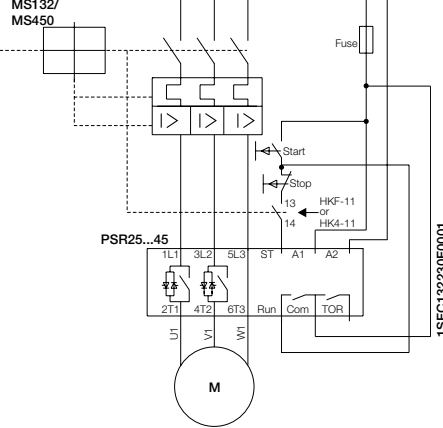 MS132/
MS450
Fuse
I>
I>
I>
Start
Stop
13
HKF-11
or
14
HK4-11
PSR25...45
1L1
3L2
5L3
ST
A1
A2
2T1
4T2
6T3
Run
Com
TOR
U1
V1
W1
M
1SFC132230F0001